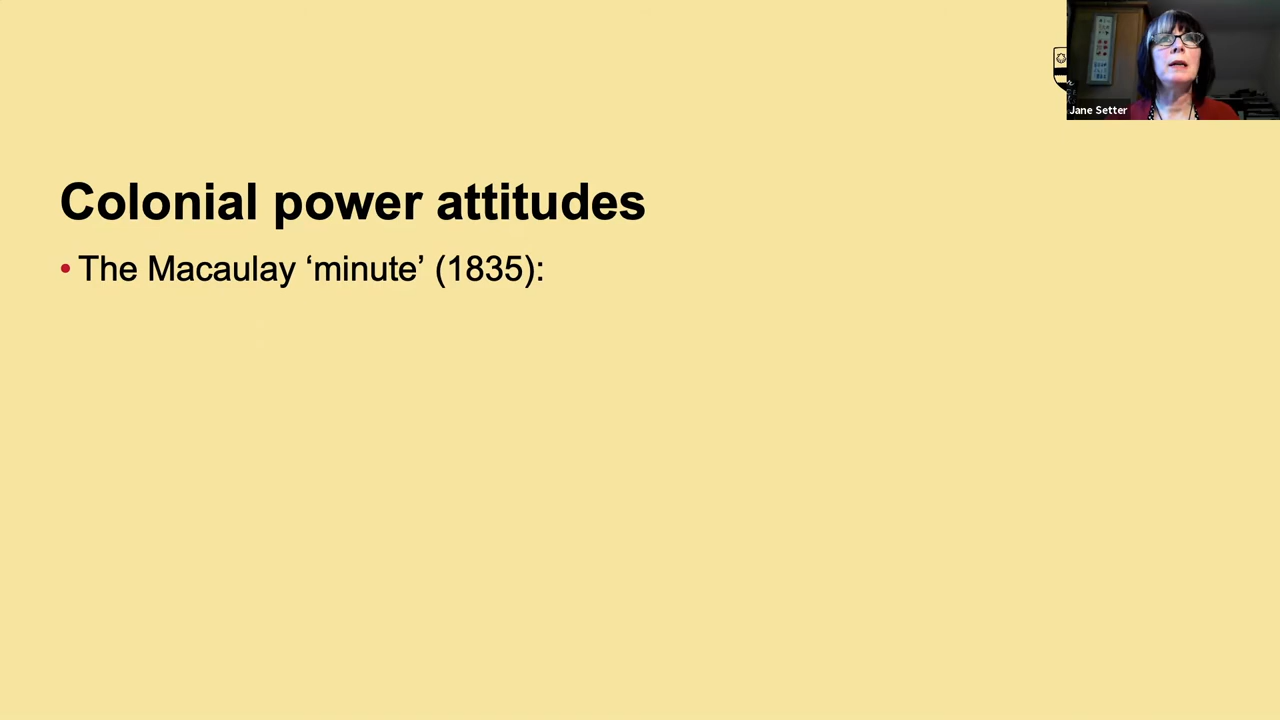 Jane Setter
Colonial power attitudes
• The Macaulay ‘minute’ (1835):